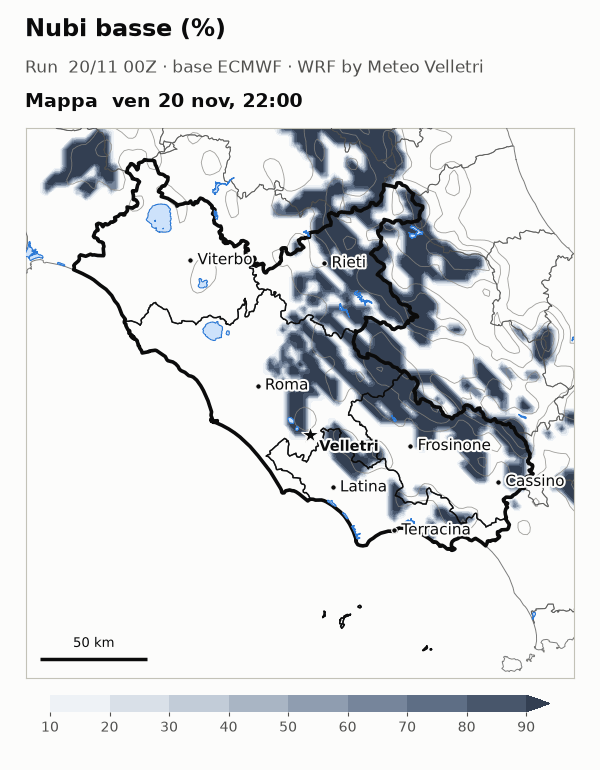 Nubi basse (%)
Run  20/11 00Z · base ECMWF · WRF by Meteo Velletri
Mappa  ven 20 nov, 22:00
Viterbo
Rieti
Roma
Velletri
Frosinone
Cassino
Latina
Terracina
50 km
10 20 30 40 50 60 70 80 90